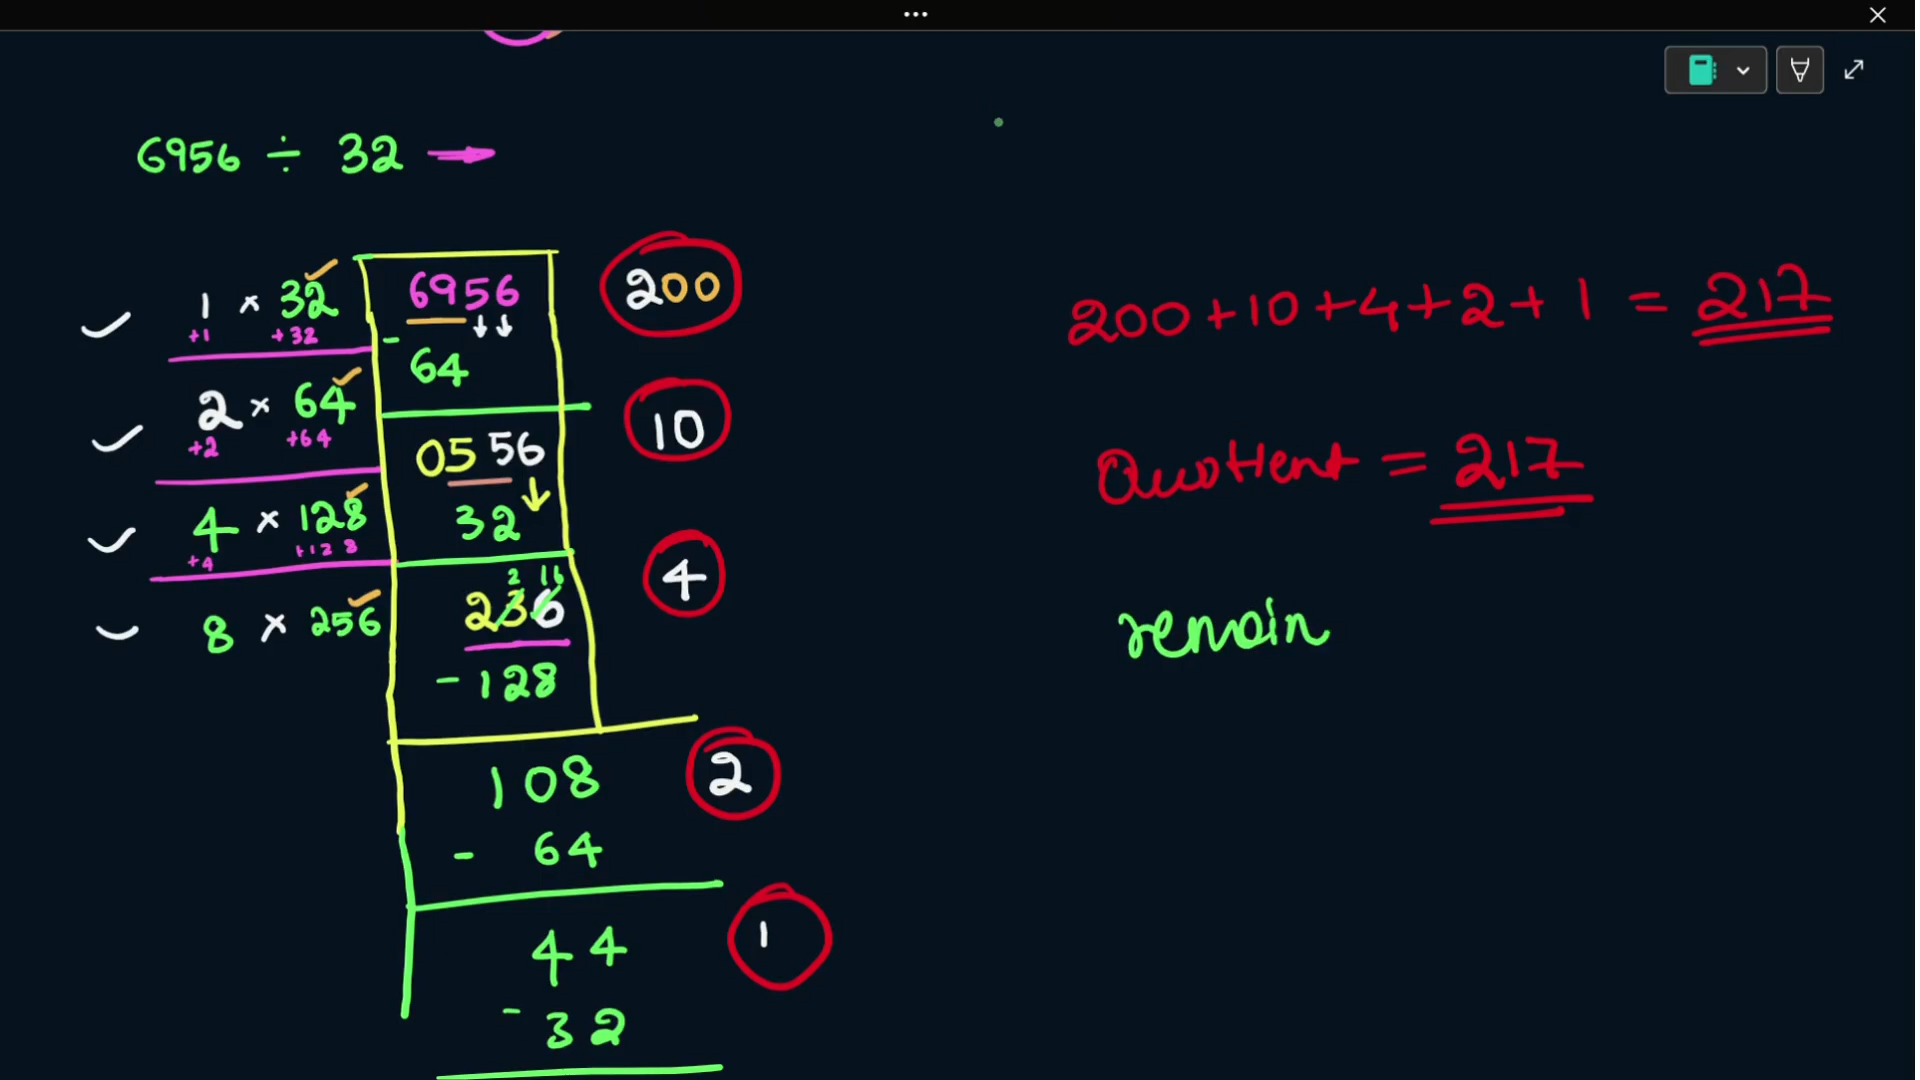 6956 ÷ 32 →
1 × 32
+1 +32
2 × 64
+2 +64
4 × 128
+4 +128
8 × 256
6956
- 64
0556
32
2 16
236
- 128
108
- 64
44
- 32
200
10
4
2
1
200 + 10 + 4 + 2 + 1 = 217
Quotient = 217
remain